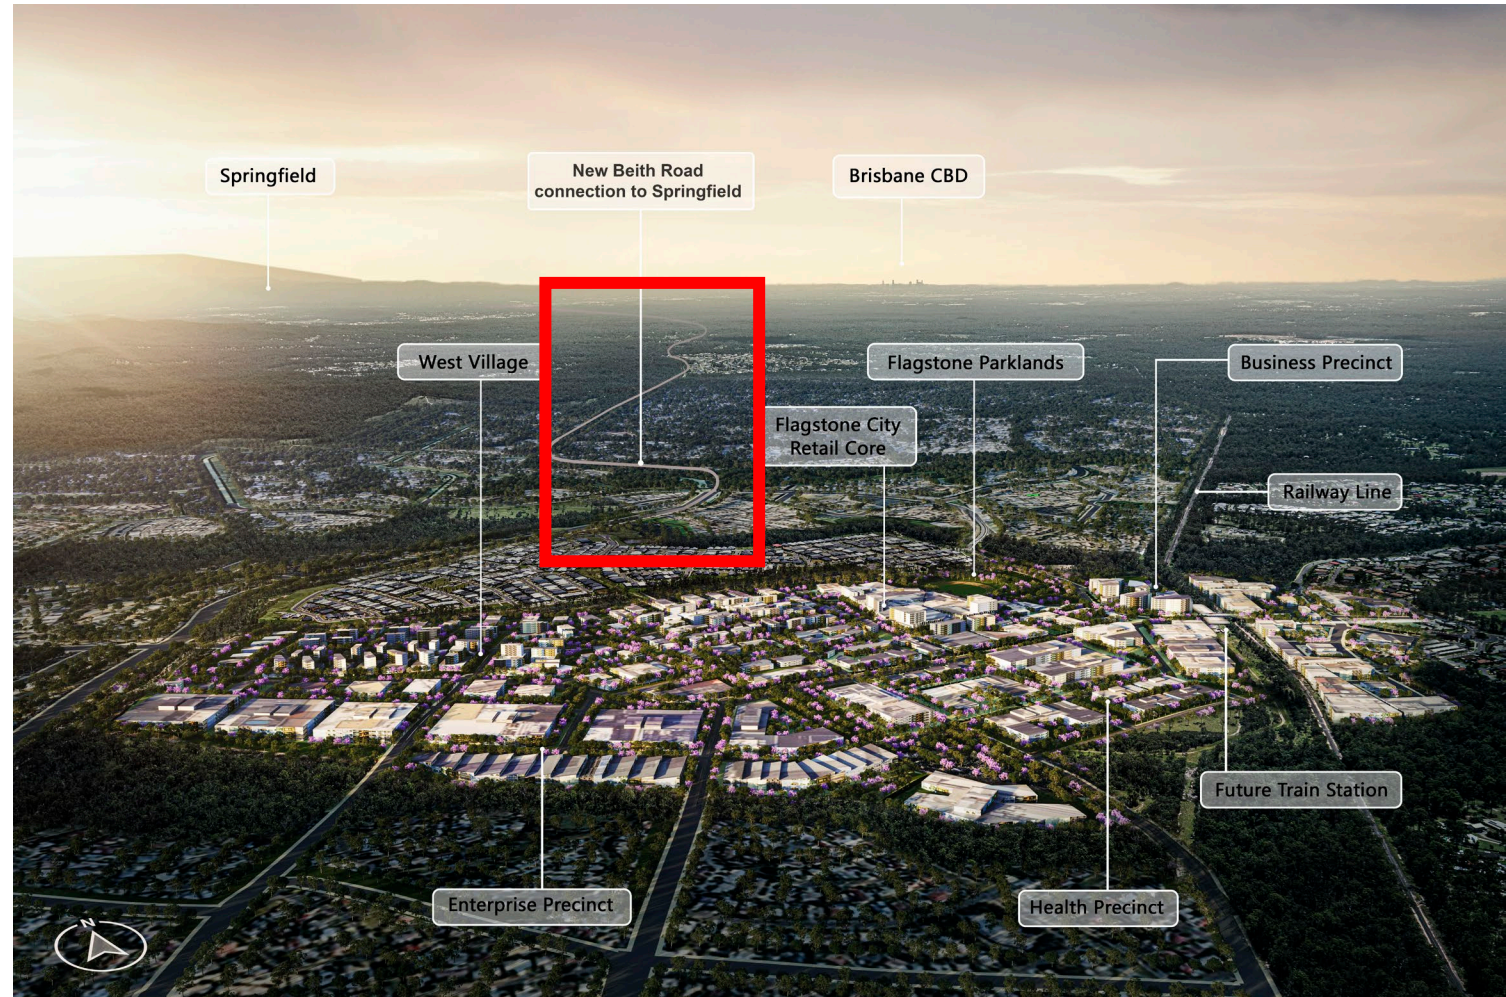 Springfield
New Beith Road
connection to Springfield
Brisbane CBD
West Village
Flagstone Parklands
Business Precinct
Flagstone City
Retail Core
Railway Line
Future Train Station
Enterprise Precinct
Health Precinct
N